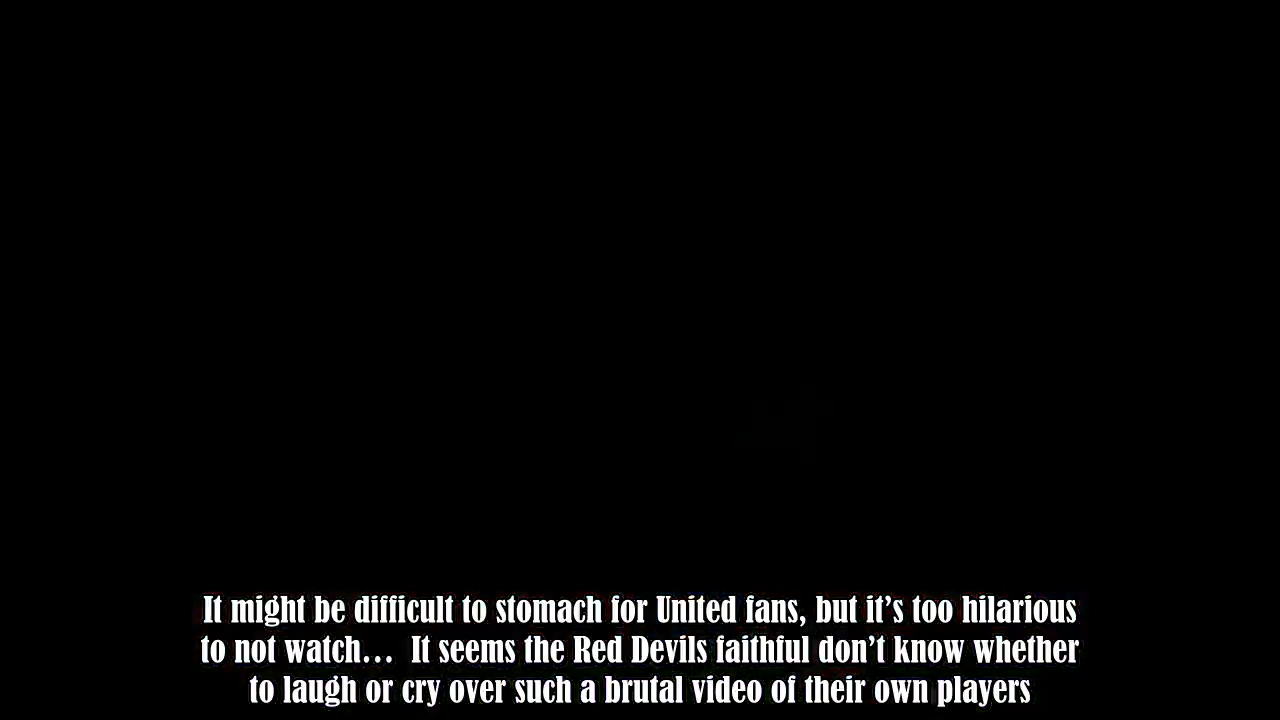 It might be difficult to stomach for United fans, but it’s too hilarious
to not watch…  It seems the Red Devils faithful don’t know whether
to laugh or cry over such a brutal video of their own players